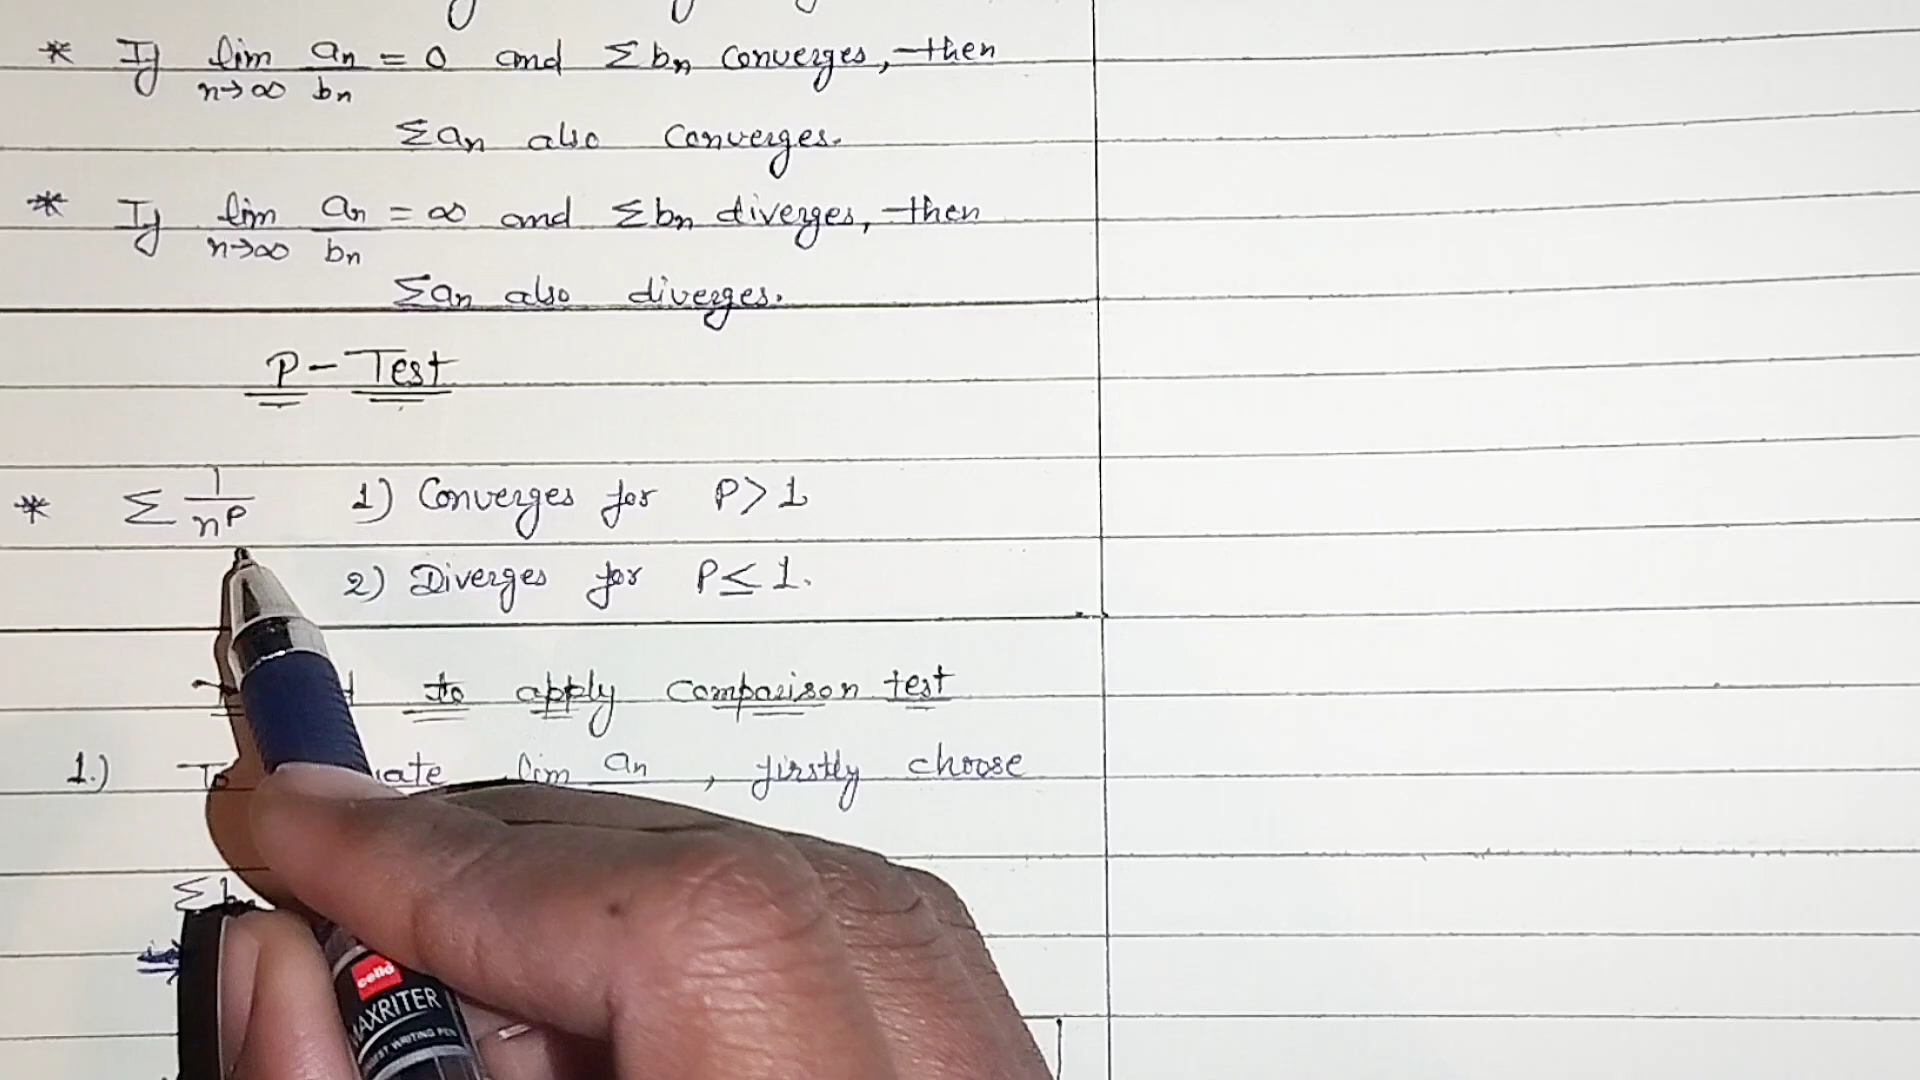 * If lim an/bn = 0 and Σbn converges, then
n→∞
Σan also converges.
* If lim an/bn = ∞ and Σbn diverges, then
n→∞
Σan also diverges.
P - Test
* Σ 1/n^P 1) Converges for P > 1
2) Diverges for P ≤ 1.
to apply comparison test
1.) To lim an , firstly choose
Σ
cello
MAXRITER